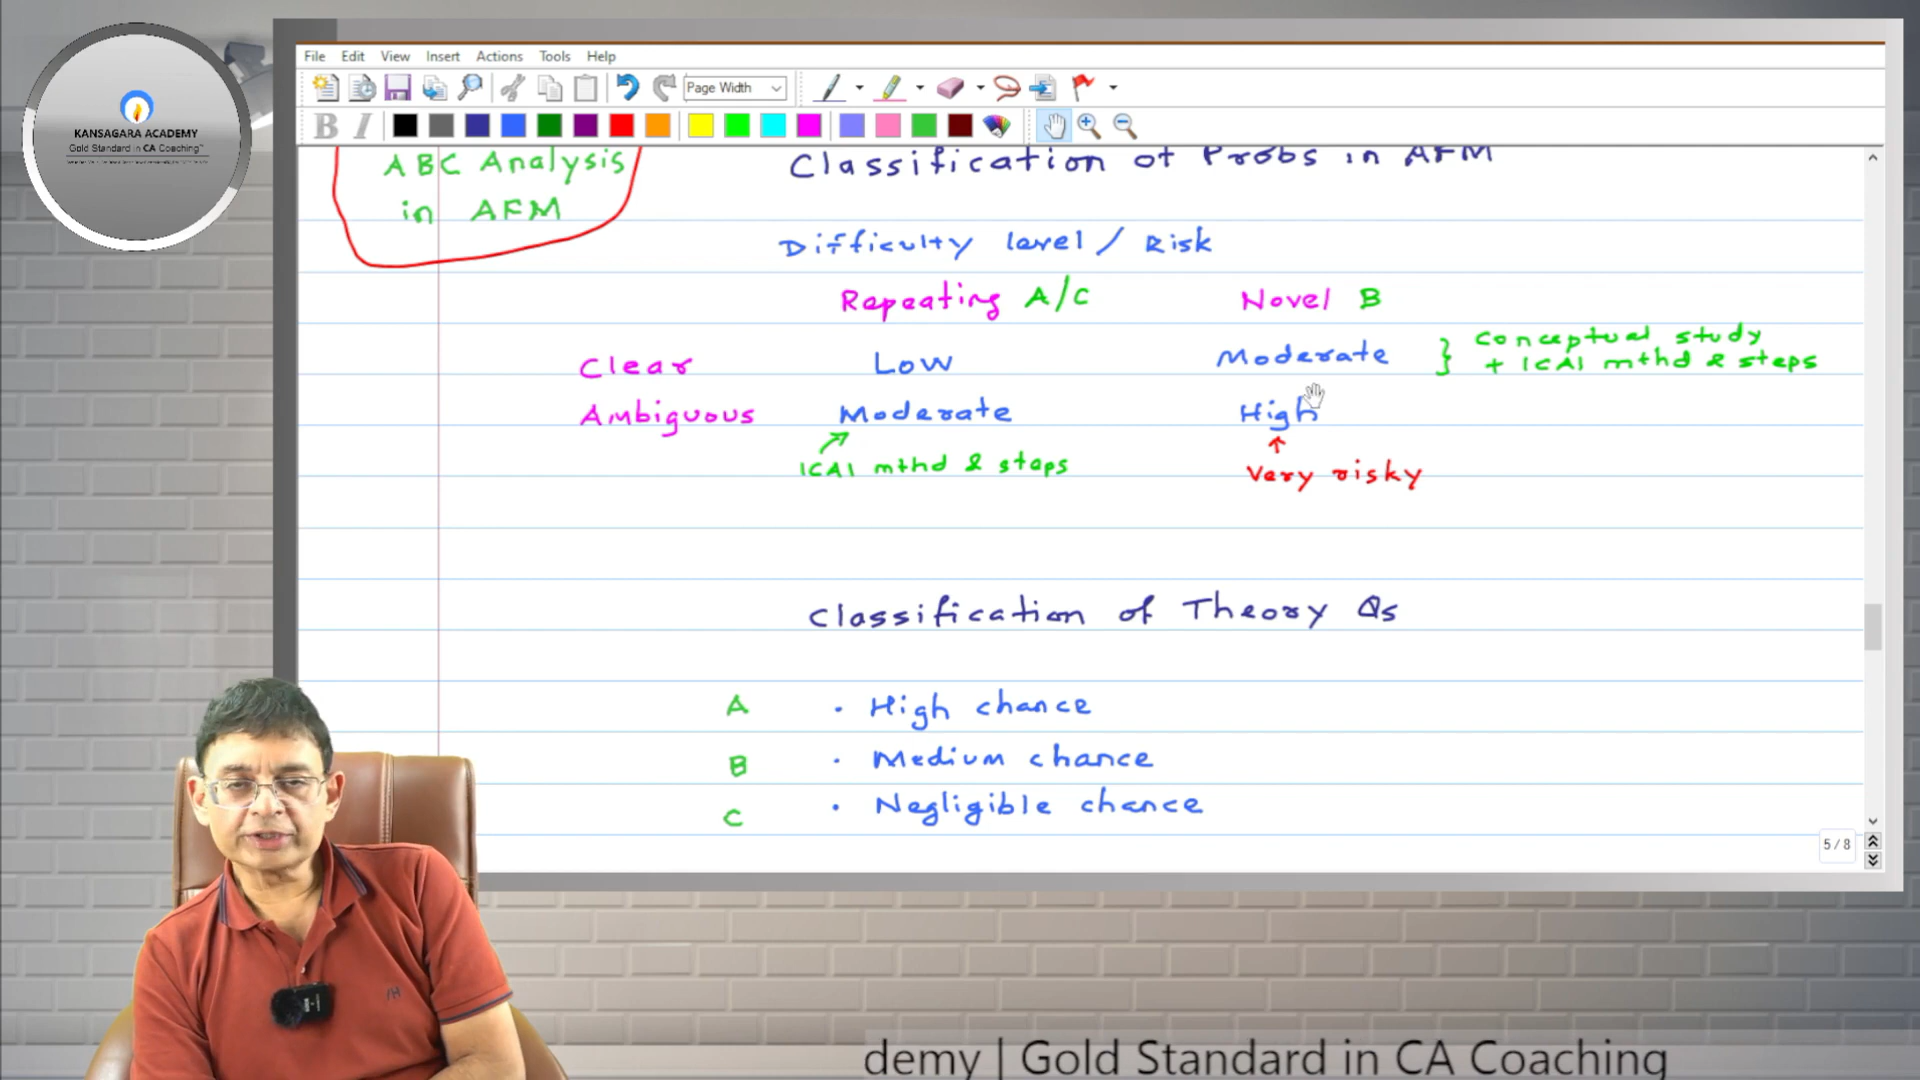 KANSAGARA ACADEMY
Gold Standard in CA Coaching™
File Edit View Insert Actions Tools Help
Page Width
B I
ABC Analysis
in AFM
Classification of Probs in AFM
Difficulty level / Risk
Repeating A/C Novel B
Clear Low Moderate } Conceptual study
+ ICAI mthd & steps
Ambiguous Moderate High
ICAI mthd & steps Very risky
Classification of Theory Qs
A • High chance
B • Medium chance
C • Negligible chance
5 / 8
demy | Gold Standard in CA Coaching